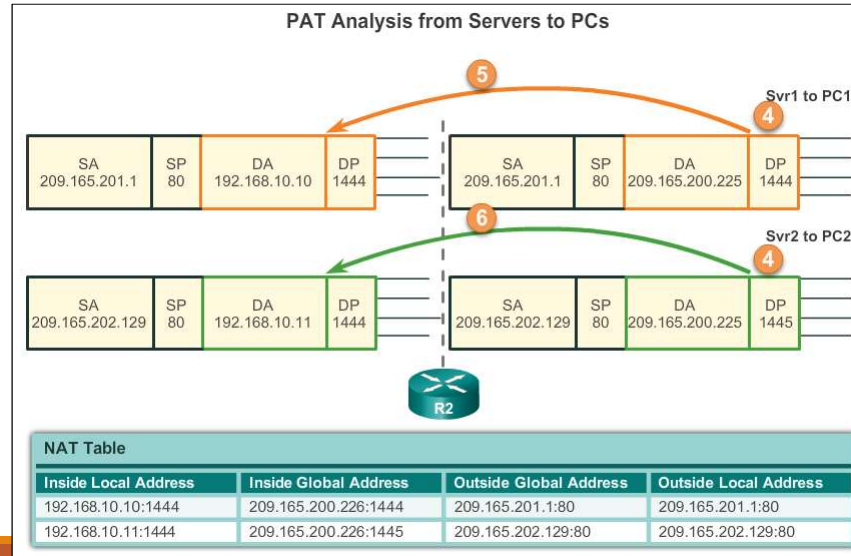 PAT Analysis from Servers to PCs
5
Svr1 to PC1
4
SA
209.165.201.1
SP
80
DA
192.168.10.10
DP
1444
SA
209.165.201.1
SP
80
DA
209.165.200.225
DP
1444
6
Svr2 to PC2
4
SA
209.165.202.129
SP
80
DA
192.168.10.11
DP
1444
SA
209.165.202.129
SP
80
DA
209.165.200.225
DP
1445
R2
NAT Table
Inside Local Address Inside Global Address Outside Global Address Outside Local Address
192.168.10.10:1444 209.165.200.226:1444 209.165.201.1:80 209.165.201.1:80
192.168.10.11:1444 209.165.200.226:1445 209.165.202.129:80 209.165.202.129:80